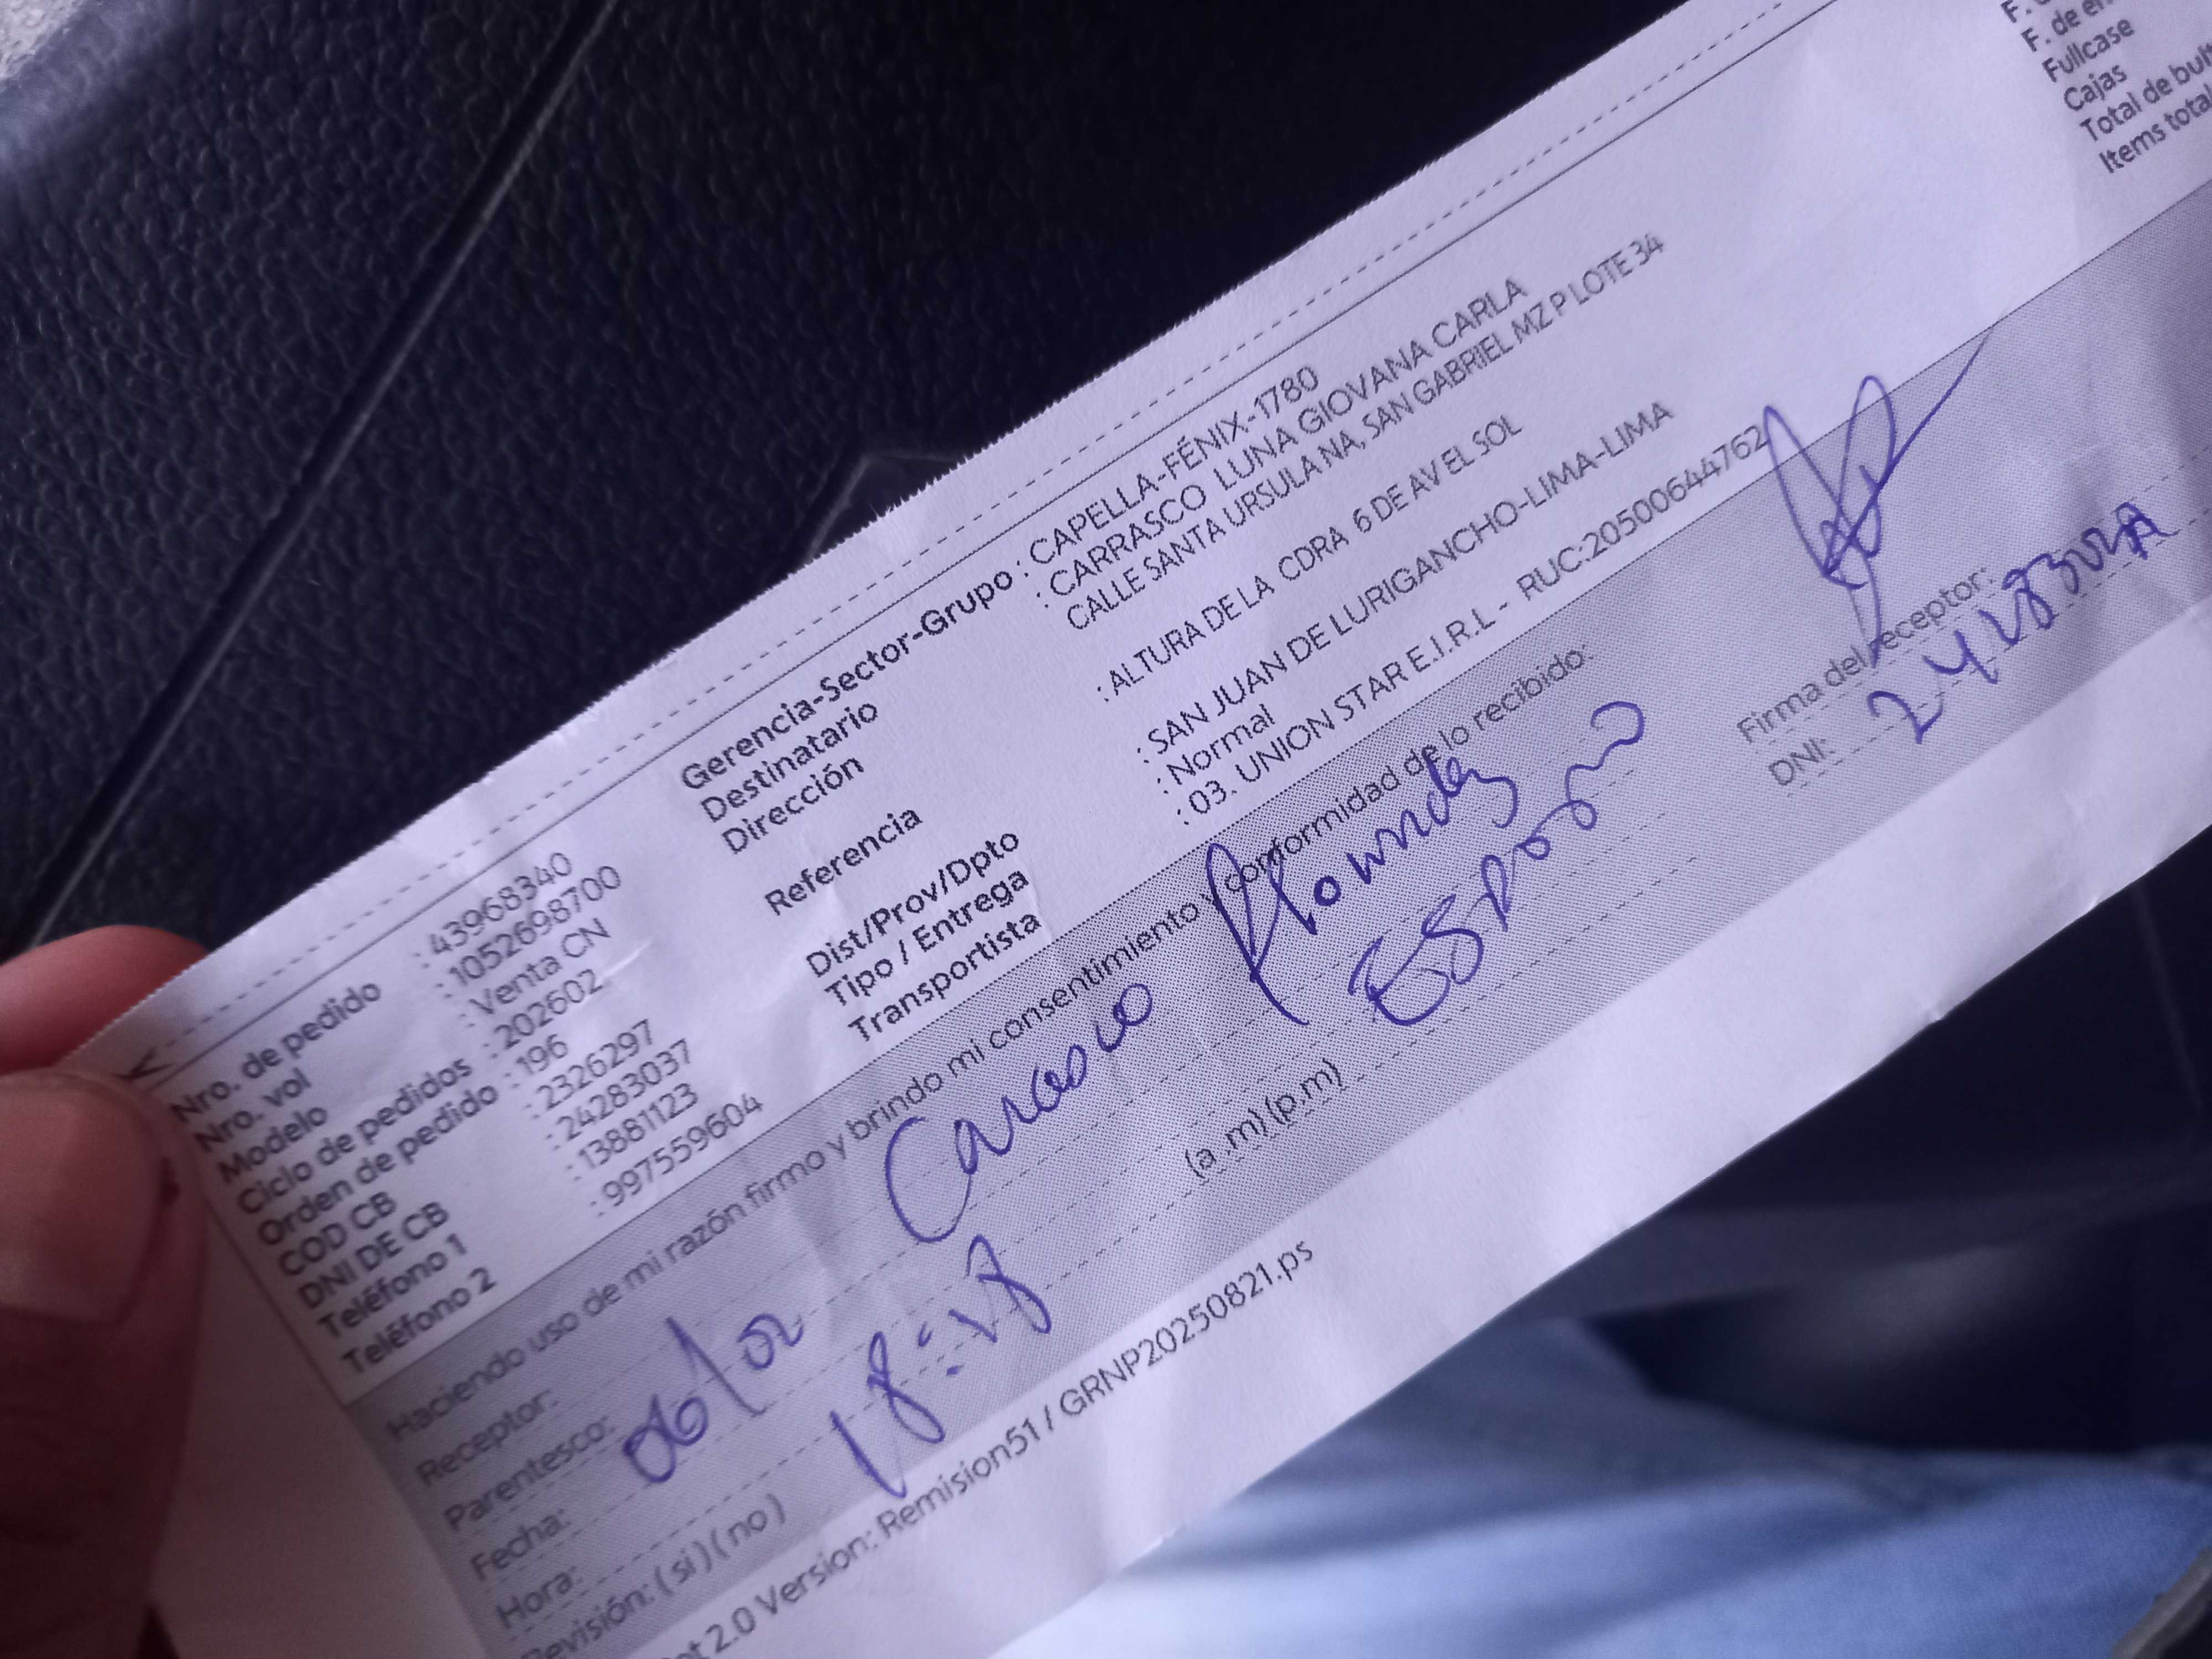 Nro. de pedido : 43968340
Nro. vol : 1052698700
Modelo : Venta CN
Ciclo de pedidos : 202602
Orden de pedido : 196
COD CB : 2326297
DNI DE CB : 24283037
Teléfono 1 : 13881123
Teléfono 2 : 997559604
Gerencia-Sector-Grupo : CAPELLA-FÉNIX-1780
Destinatario : CARRASCO LUNA GIOVANA CARLA
Dirección CALLE SANTA URSULA NA, SAN GABRIEL MZ P LOTE 34
Referencia : ALTURA DE LA CDRA 6 DE AV EL SOL
Dist/Prov/Dpto : SAN JUAN DE LURIGANCHO-LIMA-LIMA
Tipo / Entrega : Normal
Transportista : 03. UNION STAR E.I.R.L - RUC:20500644762
F. de
Fullcase
Cajas
Total de
Items total
Haciendo uso de mi razón firmo y brindo mi consentimiento y conformidad de lo recibido:
Receptor:
Parentesco:
Fecha: 06/02
Hora: 18:18 (a .m) (p.m)
Revisión: ( si ) ( no )
Firma del receptor:
DNI:
2.0 Version: Remision51 / GRNP20250821.ps